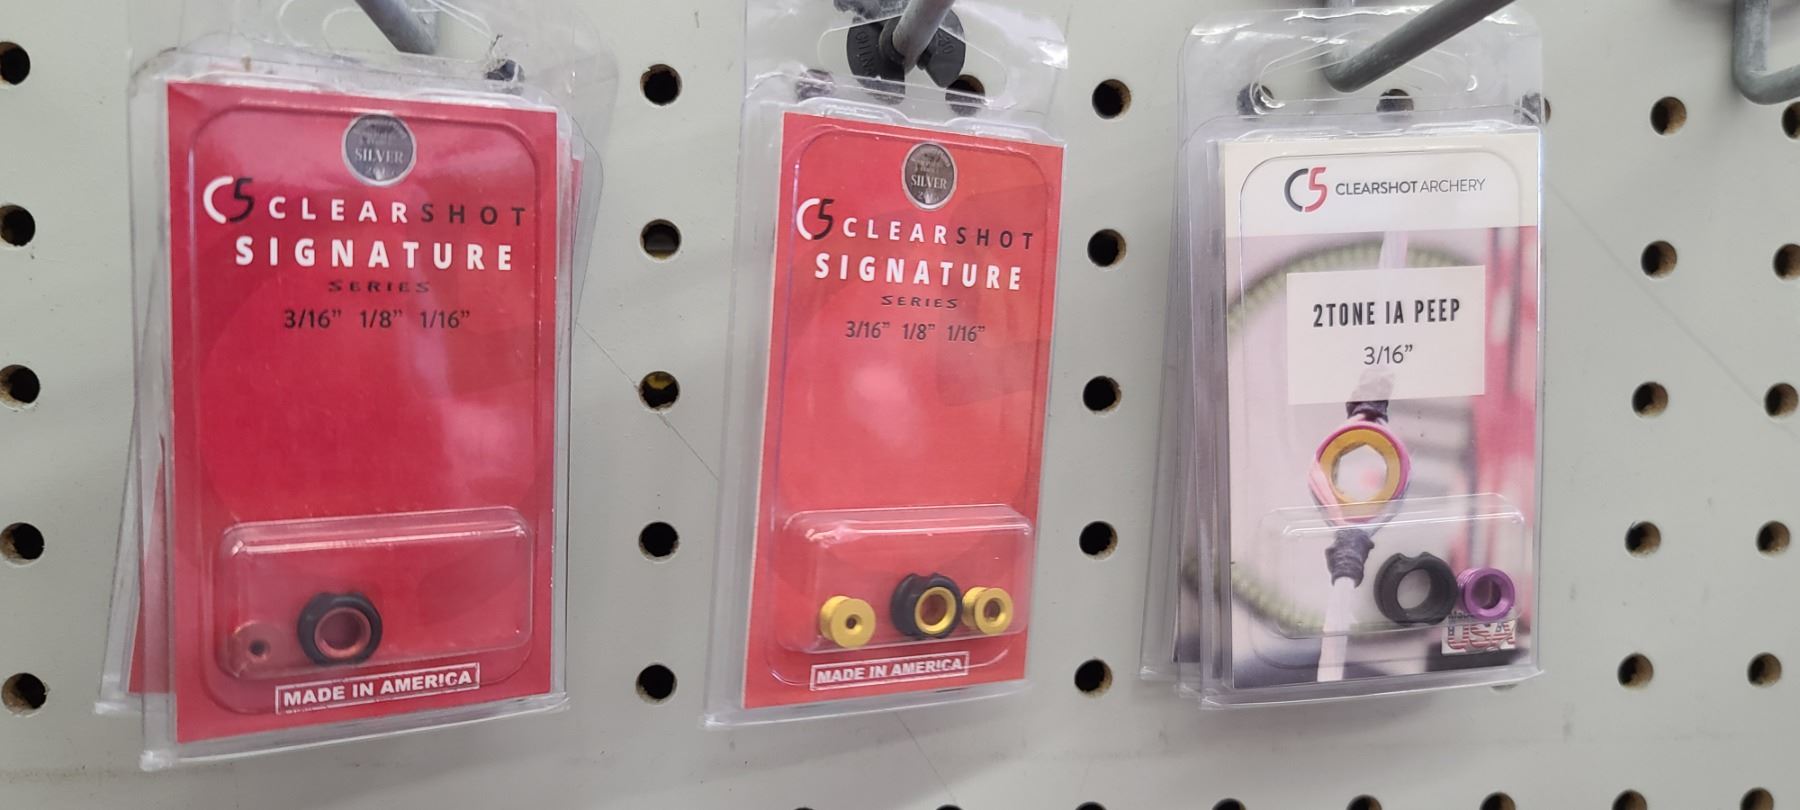 SILVER
C5 CLEARSHOT
SIGNATURE
SERIES
3/16" 1/8" 1/16"
MADE IN AMERICA
SILVER
C5 CLEARSHOT
SIGNATURE
SERIES
3/16" 1/8" 1/16"
MADE IN AMERICA
C5 CLEARSHOT ARCHERY
2TONE IA PEEP
3/16"
USA